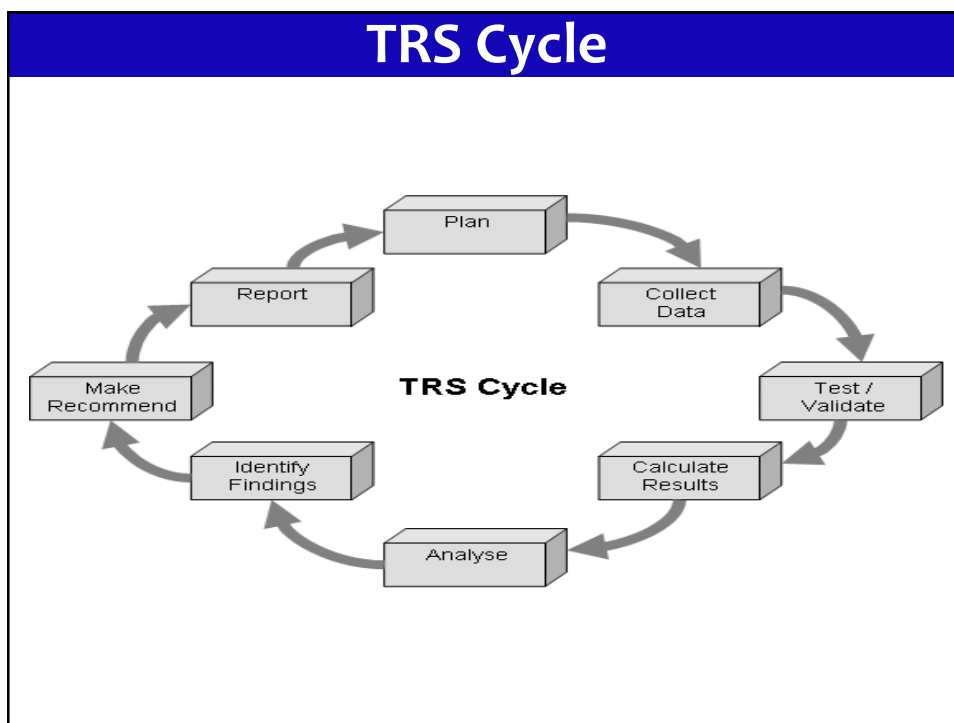 TRS Cycle
Plan
Collect
Data
Test /
Validate
Calculate
Results
Analyse
Identify
Findings
Make
Recommend
Report
TRS Cycle